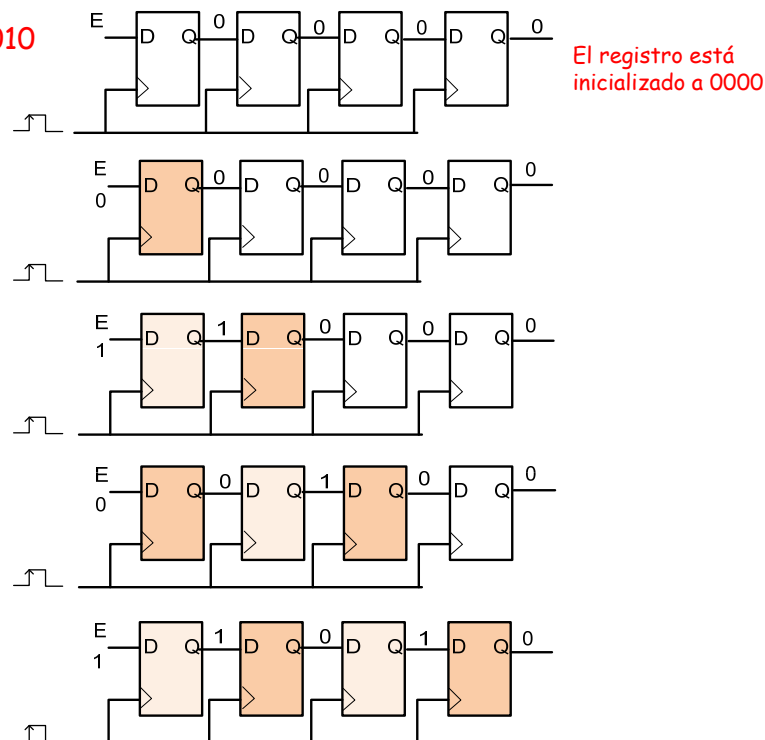 010
E D Q 0 D Q 0 D Q 0 D Q 0
El registro está
inicializado a 0000
E
0 D Q 0 D Q 0 D Q 0 D Q 0
E
1 D Q 1 D Q 0 D Q 0 D Q 0
E
0 D Q 0 D Q 1 D Q 0 D Q 0
E
1 D Q 1 D Q 0 D Q 1 D Q 0